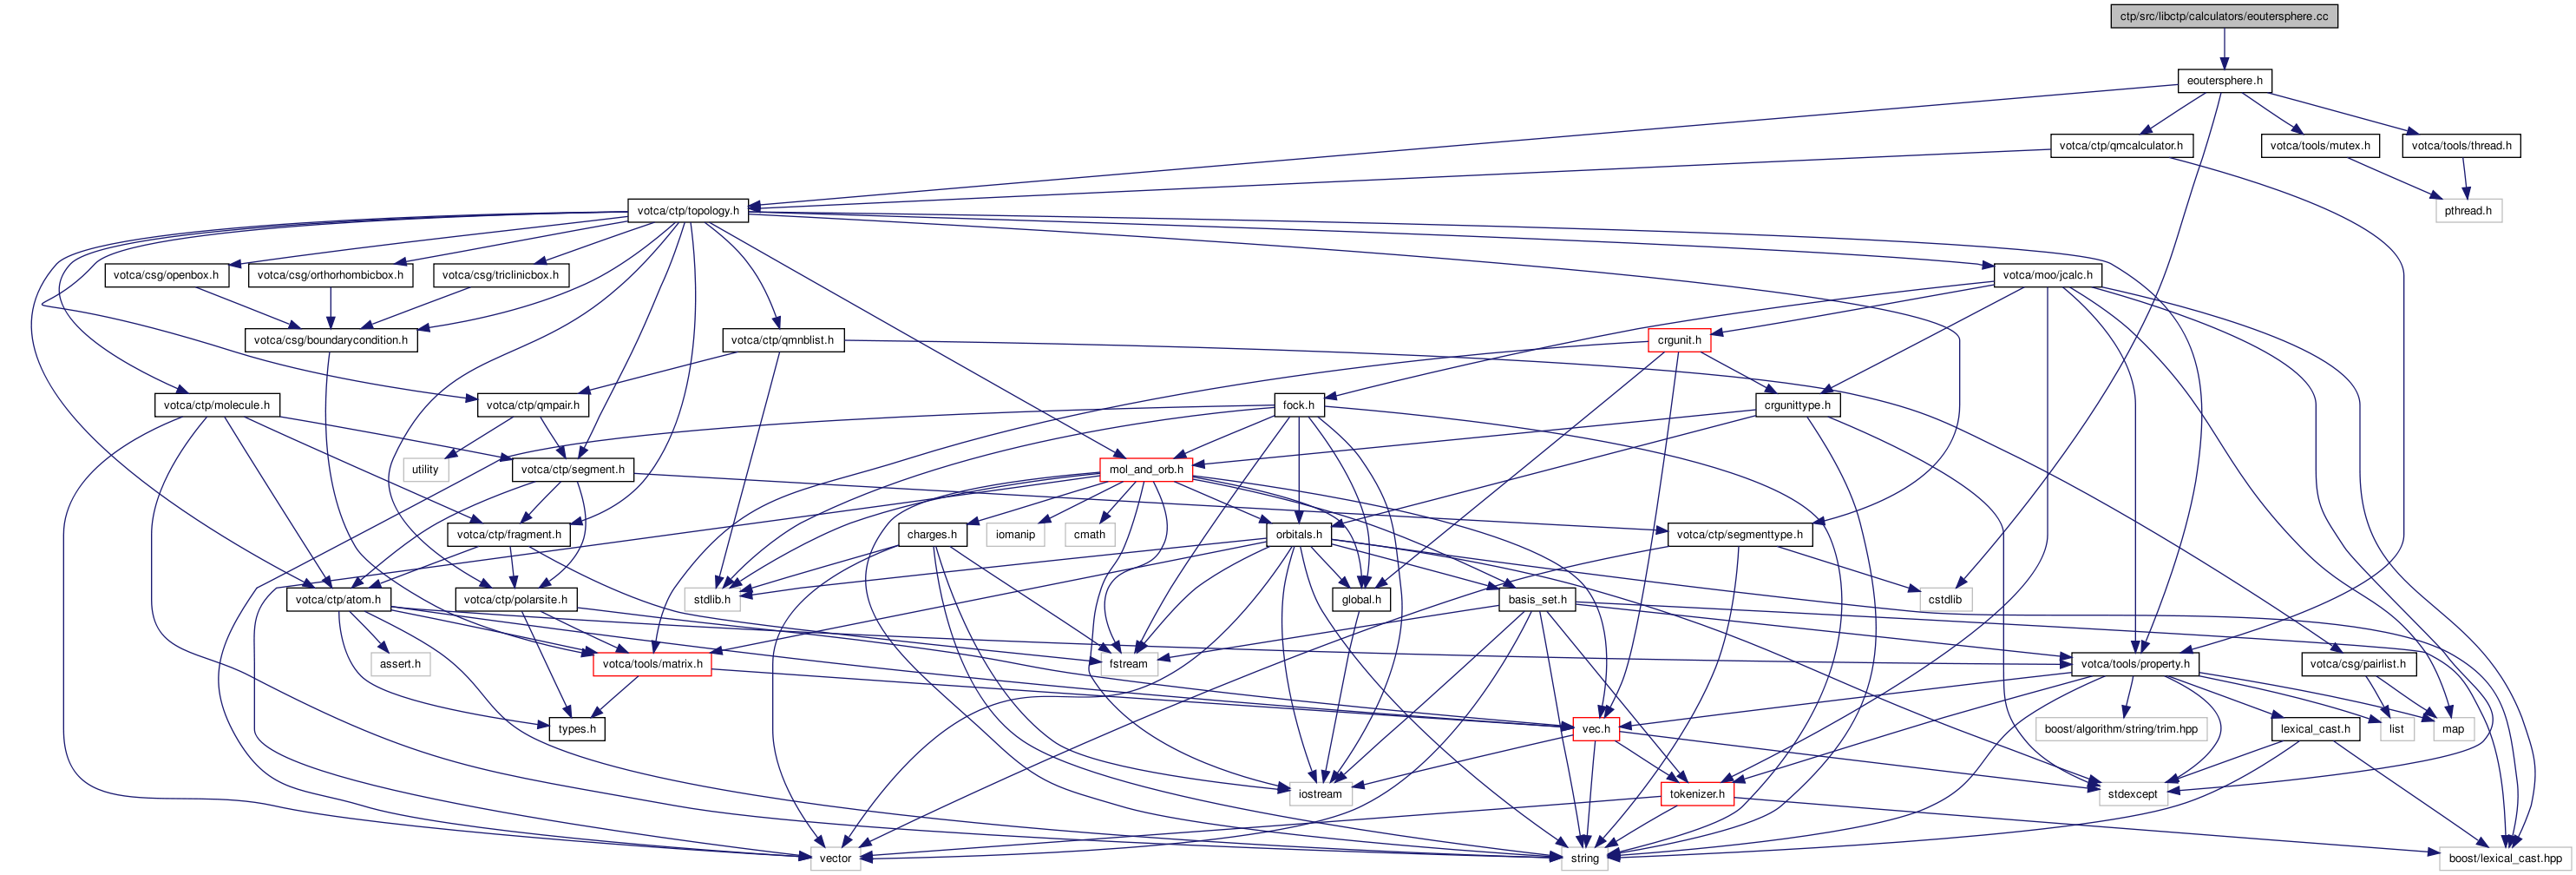 ctp/src/libctp/calculators/eoutersphere.cc
eoutersphere.h
votca/ctp/qmcalculator.h
votca/tools/mutex.h
votca/tools/thread.h
votca/ctp/topology.h
pthread.h
votca/csg/openbox.h
votca/csg/orthorhombicbox.h
votca/csg/triclinicbox.h
votca/moo/jcalc.h
votca/csg/boundarycondition.h
votca/ctp/qmnblist.h
crgunit.h
votca/ctp/molecule.h
votca/ctp/qmpair.h
fock.h
crgunittype.h
utility
votca/ctp/segment.h
mol_and_orb.h
votca/ctp/fragment.h
charges.h
iomanip
cmath
orbitals.h
votca/ctp/segmenttype.h
votca/ctp/atom.h
votca/ctp/polarsite.h
stdlib.h
global.h
basis_set.h
cstdlib
assert.h
votca/tools/matrix.h
fstream
votca/tools/property.h
votca/csg/pairlist.h
types.h
vec.h
boost/algorithm/string/trim.hpp
lexical_cast.h
list
map
iostream
tokenizer.h
stdexcept
vector
string
boost/lexical_cast.hpp